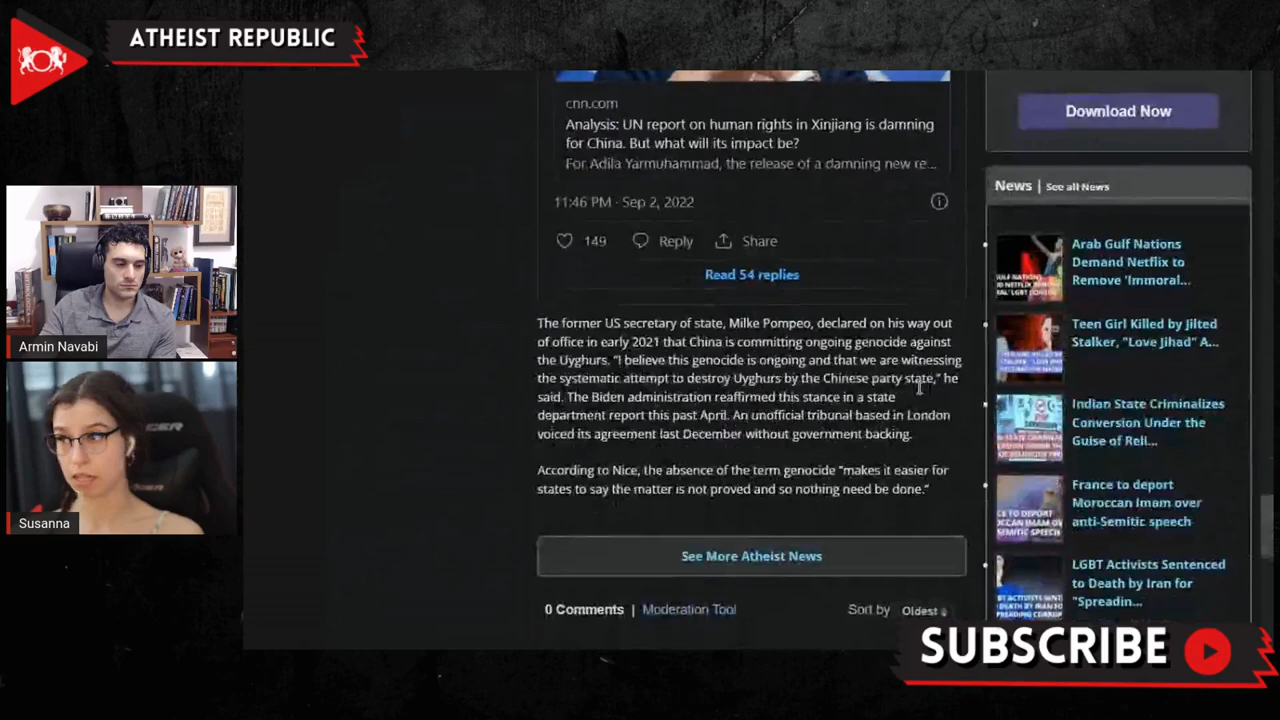 ATHEIST REPUBLIC
cnn.com
Analysis: UN report on human rights in Xinjiang is damning
for China. But what will its impact be?
For Adila Yarmuhammad, the release of a damning new re...
11:46 PM · Sep 2, 2022
149 Reply Share
Read 54 replies
The former US secretary of state, Milke Pompeo, declared on his way out
of office in early 2021 that China is committing ongoing genocide against
the Uyghurs. "I believe this genocide is ongoing and that we are witnessing
the systematic attempt to destroy Uyghurs by the Chinese party state," he
said. The Biden administration reaffirmed this stance in a state
department report this past April. An unofficial tribunal based in London
voiced its agreement last December without government backing.
According to Nice, the absence of the term genocide "makes it easier for
states to say the matter is not proved and so nothing need be done."
See More Atheist News
0 Comments | Moderation Tool
Sort by Oldest
Download Now
News | See all News
Arab Gulf Nations
Demand Netflix to
Remove 'Immoral...
Teen Girl Killed by Jilted
Stalker, "Love Jihad" A...
Indian State Criminalizes
Conversion Under the
Guise of Reli...
France to deport
Moroccan Imam over
anti-Semitic speech
LGBT Activists Sentenced
to Death by Iran for
"Spreadin...
Armin Navabi
Susanna
SUBSCRIBE